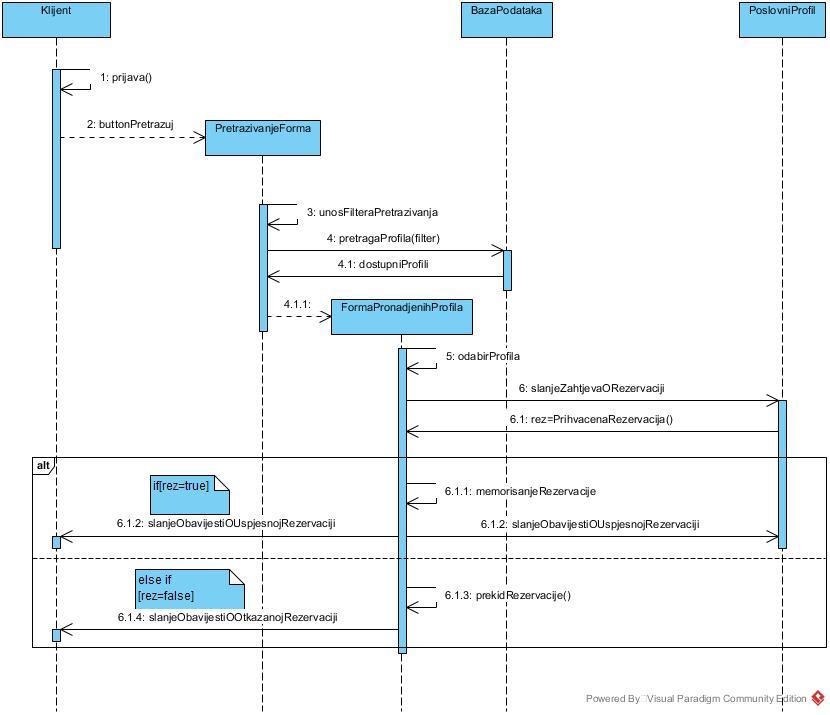 Klijent
BazaPodataka
PoslovniProfil
1: prijava()
2: buttonPretrazuj
PretrazivanjeForma
3: unosFilteraPretrazivanja
4: pretragaProfila(filter)
4.1: dostupniProfili
4.1.1:
FormaPronadjenihProfila
5: odabirProfila
6: slanjeZahtjevaORezervaciji
6.1: rez=PrihvacenaRezervacija()
alt
if[rez=true]
6.1.1: memorisanjeRezervacije
6.1.2: slanjeObavijestiOUspjesnojRezervaciji
6.1.2: slanjeObavijestiOUspjesnojRezervaciji
else if
[rez=false]
6.1.3: prekidRezervacije()
6.1.4: slanjeObavijestiOOtkazanojRezervaciji
Powered By Visual Paradigm Community Edition